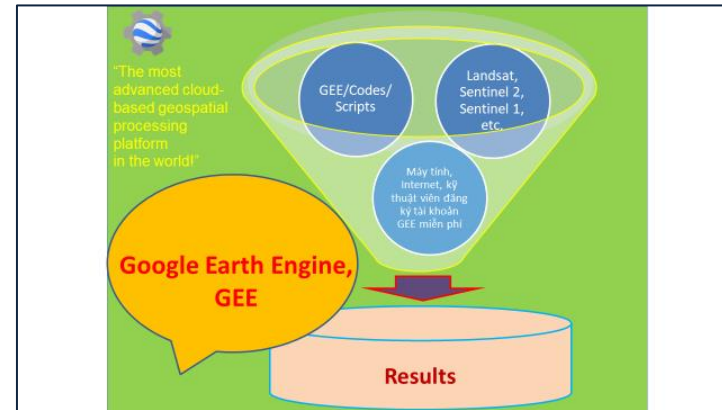 "The most
advanced cloud-
based geospatial
processing
platform
in the world!"
GEE/Codes/
Scripts
Landsat,
Sentinel 2,
Sentinel 1,
etc.
Máy tính,
Internet, kỹ
thuật viên đăng
ký tài khoản
GEE miễn phí
Google Earth Engine,
GEE
Results